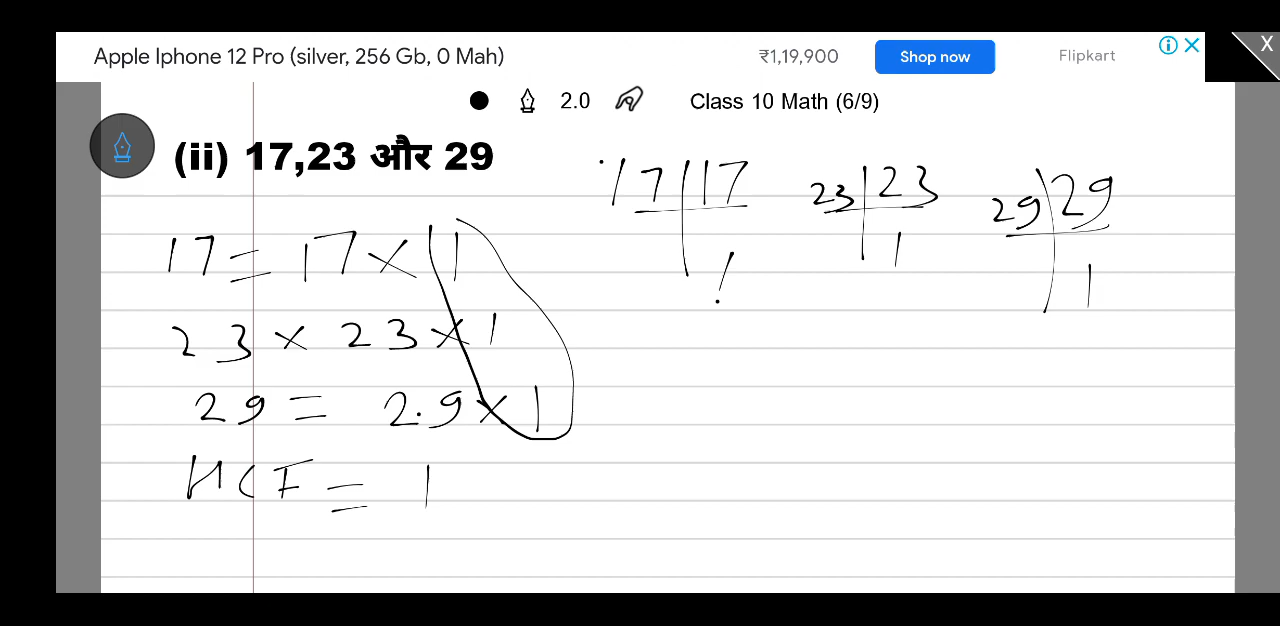 Apple Iphone 12 Pro (silver, 256 Gb, 0 Mah) ₹1,19,900 Shop now Flipkart X
2.0 Class 10 Math (6/9)
(ii) 17,23 और 29
17 | 17 23 | 23 29 | 29
1 1 1
17 = 17 × 1
23 × 23 × 1
29 = 2.9 × 1
HCF = 1